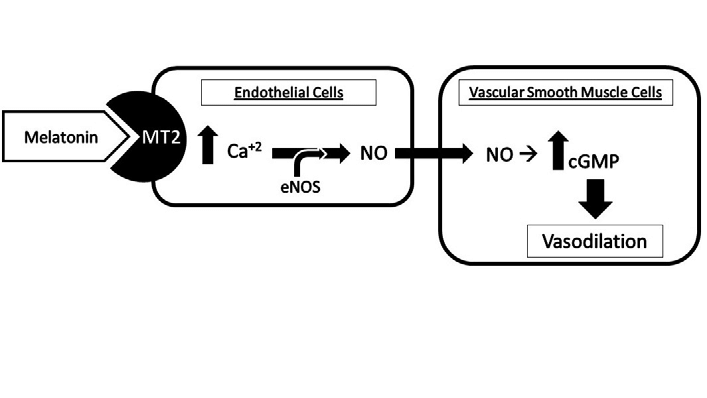 Endothelial Cells
Vascular Smooth Muscle Cells
Melatonin
MT2
Ca⁺²
NO
NO →
cGMP
eNOS
Vasodilation